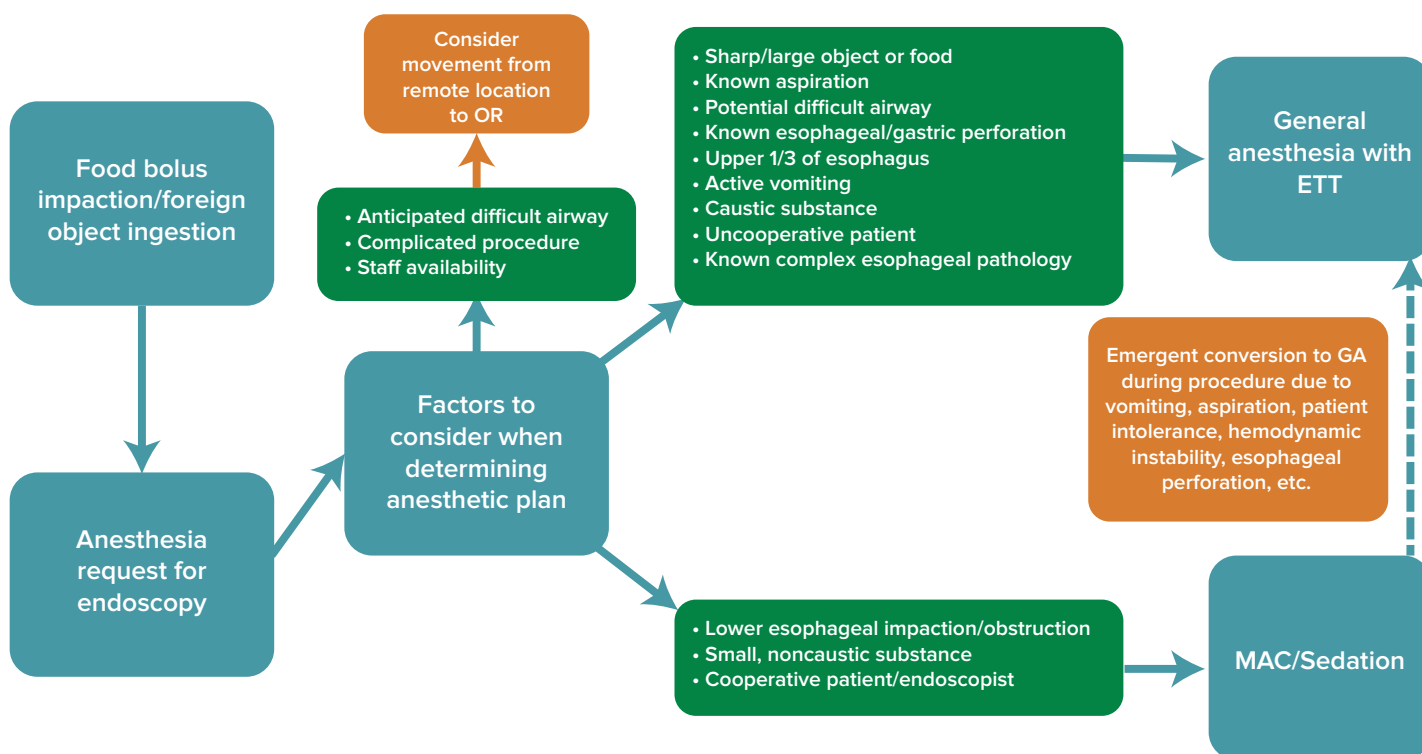 Food bolus
impaction/foreign
object ingestion
Anesthesia
request for
endoscopy
Factors to
consider when
determining
anesthetic plan
Consider
movement from
remote location
to OR
• Anticipated difficult airway
• Complicated procedure
• Staff availability
• Sharp/large object or food
• Known aspiration
• Potential difficult airway
• Known esophageal/gastric perforation
• Upper 1/3 of esophagus
• Active vomiting
• Caustic substance
• Uncooperative patient
• Known complex esophageal pathology
General
anesthesia with
ETT
Emergent conversion to GA
during procedure due to
vomiting, aspiration, patient
intolerance, hemodynamic
instability, esophageal
perforation, etc.
• Lower esophageal impaction/obstruction
• Small, noncaustic substance
• Cooperative patient/endoscopist
MAC/Sedation